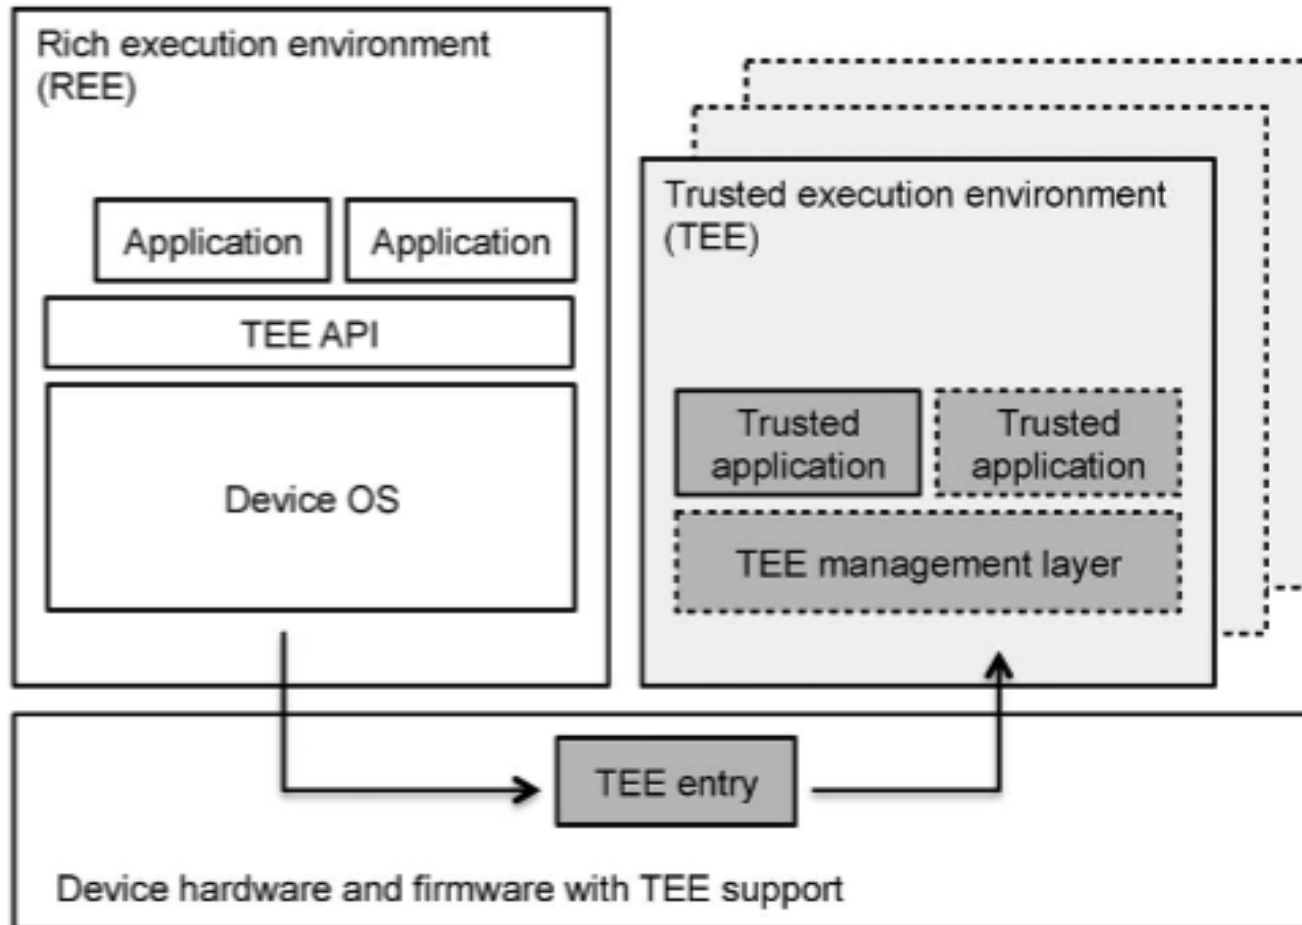 Rich execution environment
(REE)
Application
Application
TEE API
Device OS
Trusted execution environment
(TEE)
Trusted
application
Trusted
application
TEE management layer
TEE entry
Device hardware and firmware with TEE support